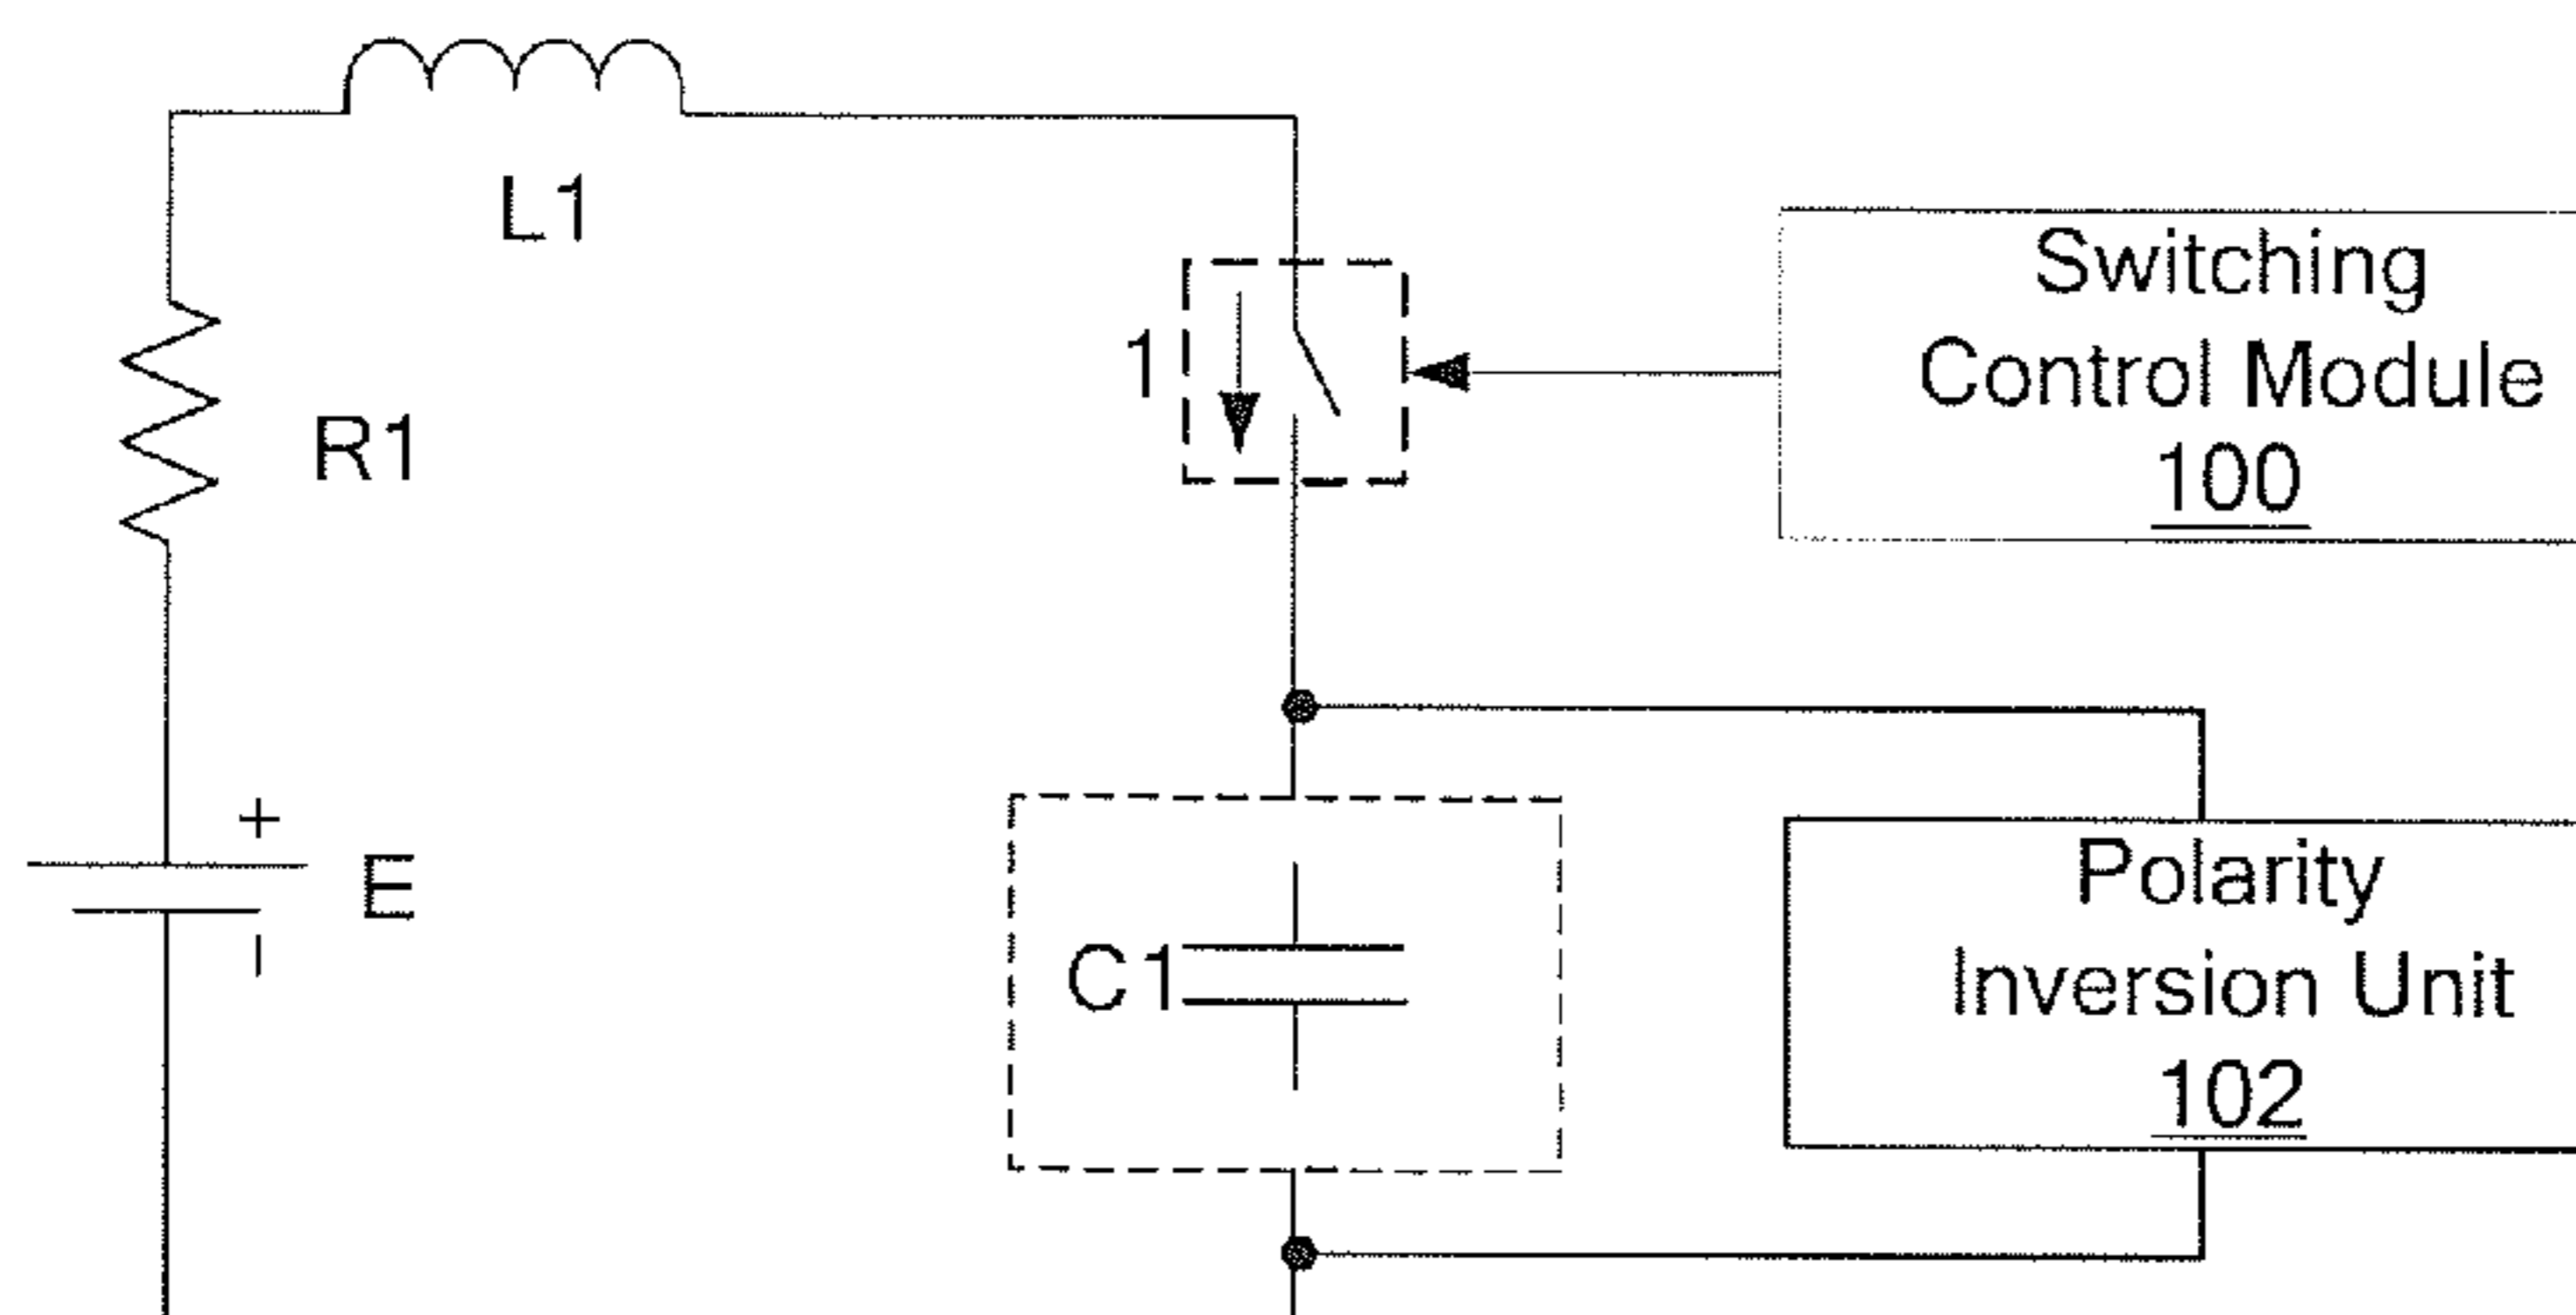 L1
Switching
Control Module
100
1
R1
+
E
–
Polarity
Inversion Unit
102
C1